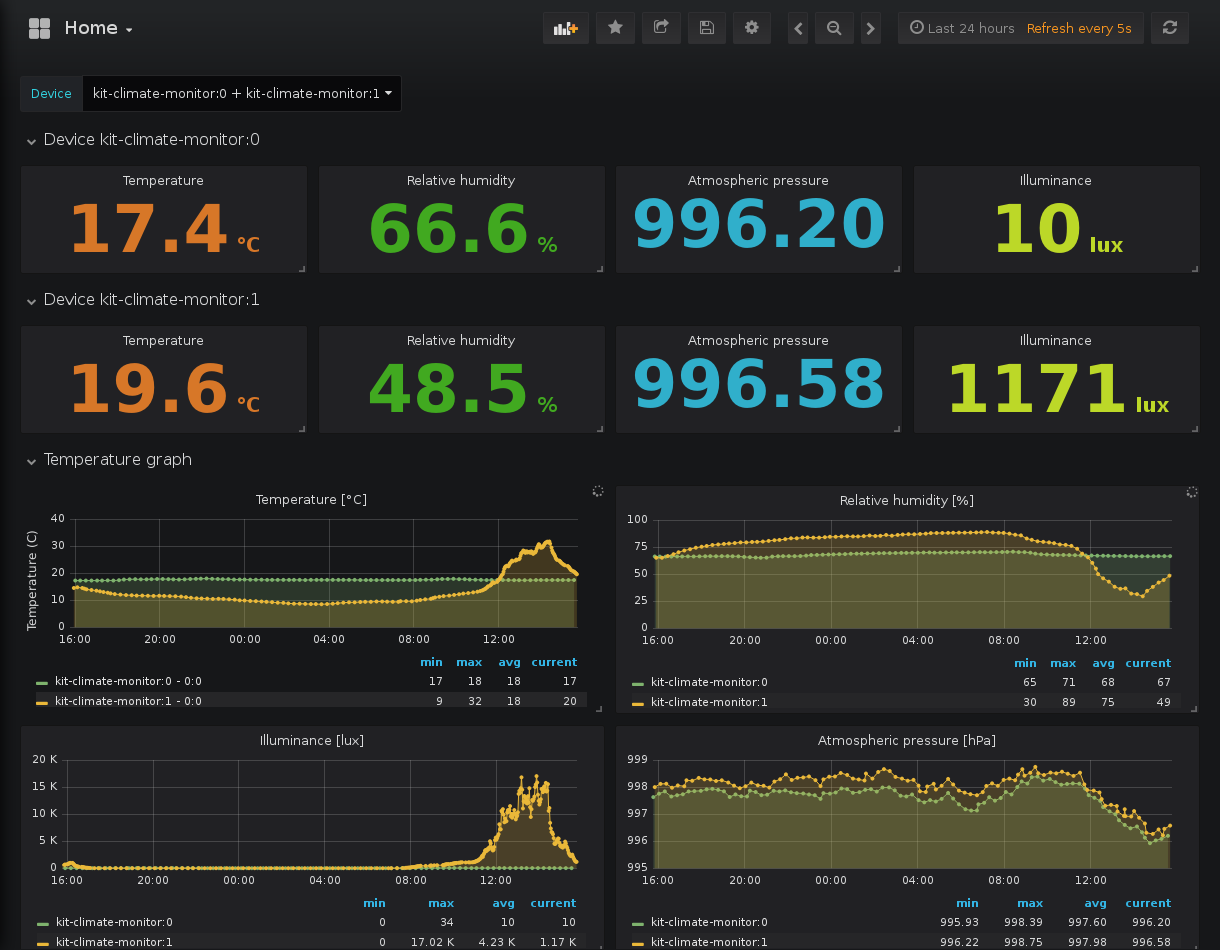 Home
Last 24 hours Refresh every 5s
Device kit-climate-monitor:0 + kit-climate-monitor:1
Device kit-climate-monitor:0
Temperature Relative humidity Atmospheric pressure Illuminance
17.4 °C 66.6 % 996.20 10 lux
Device kit-climate-monitor:1
Temperature Relative humidity Atmospheric pressure Illuminance
19.6 °C 48.5 % 996.58 1171 lux
Temperature graph
Temperature [°C]
Temperature (C)
40
30
20
10
0
16:00 20:00 00:00 04:00 08:00 12:00
min max avg current
kit-climate-monitor:0 - 0:0 17 18 18 17
kit-climate-monitor:1 - 0:0 9 32 18 20
Relative humidity [%]
100
75
50
25
0
16:00 20:00 00:00 04:00 08:00 12:00
min max avg current
kit-climate-monitor:0 65 71 68 67
kit-climate-monitor:1 30 89 75 49
Illuminance [lux]
20 K
15 K
10 K
5 K
0
16:00 20:00 00:00 04:00 08:00 12:00
min max avg current
kit-climate-monitor:0 0 34 10 10
kit-climate-monitor:1 0 17.02 K 4.23 K 1.17 K
Atmospheric pressure [hPa]
999
998
997
996
995
16:00 20:00 00:00 04:00 08:00 12:00
min max avg current
kit-climate-monitor:0 995.93 998.39 997.60 996.20
kit-climate-monitor:1 996.22 998.75 997.98 996.58